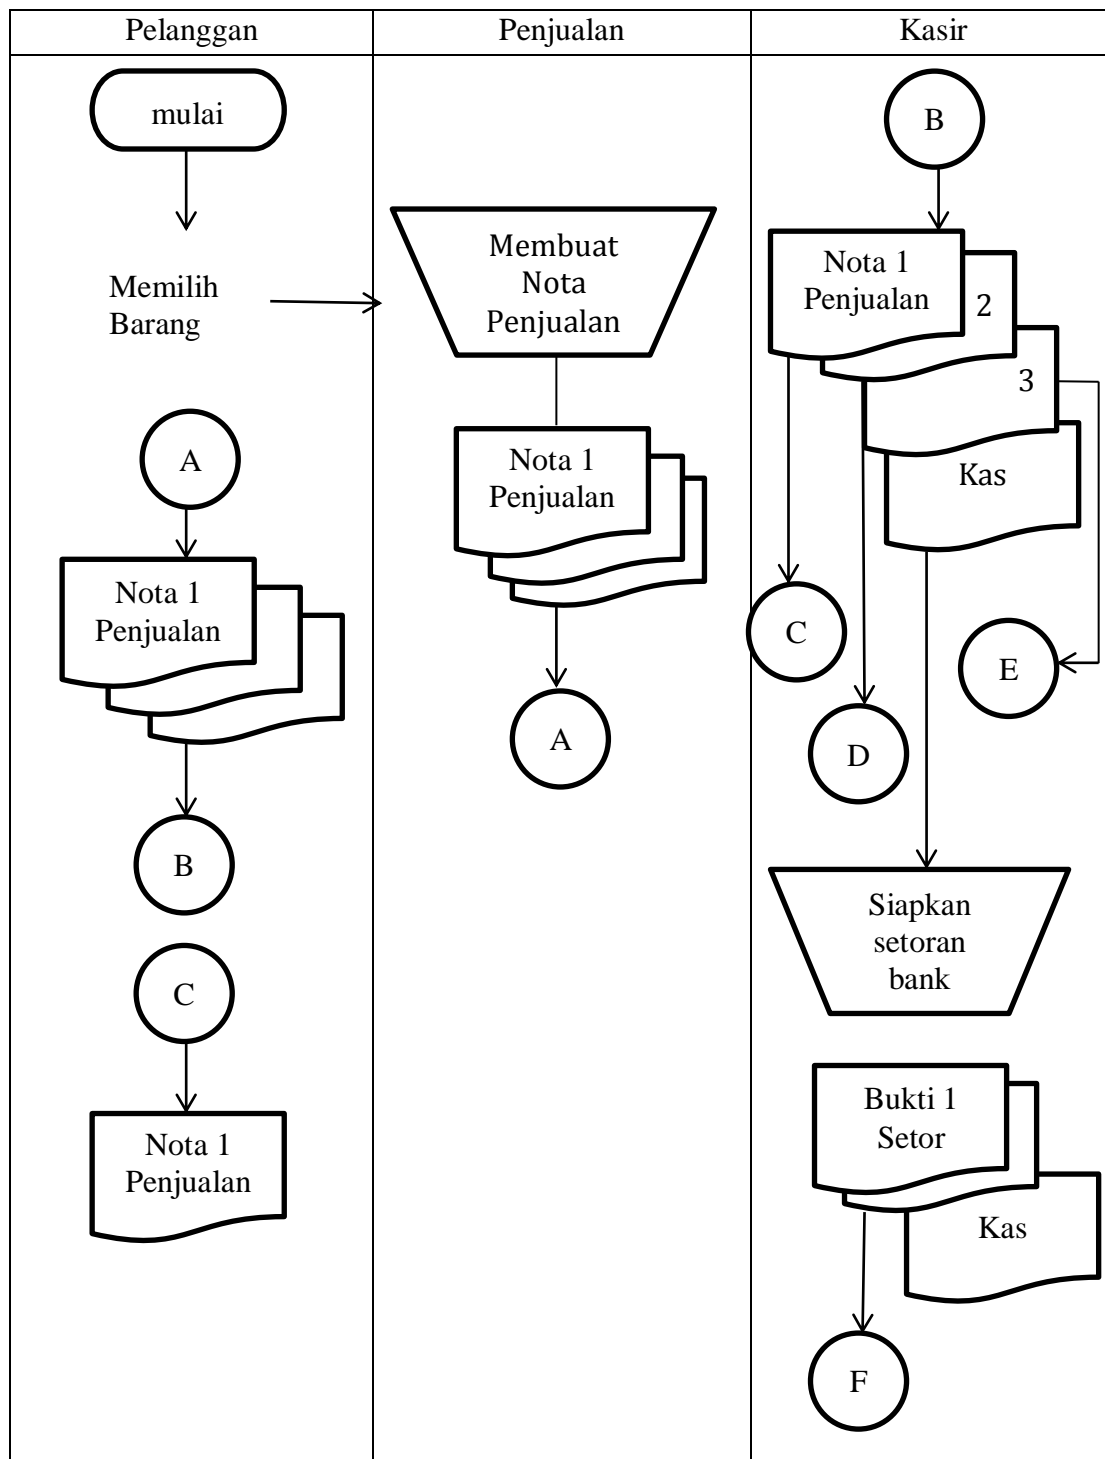 Pelanggan
Penjualan
Kasir
mulai
Memilih
Barang
A
Nota 1
Penjualan
B
C
Nota 1
Penjualan
Membuat
Nota
Penjualan
Nota 1
Penjualan
A
B
Nota 1
Penjualan
2
3
Kas
C
E
D
Siapkan
setoran
bank
Bukti 1
Setor
Kas
F